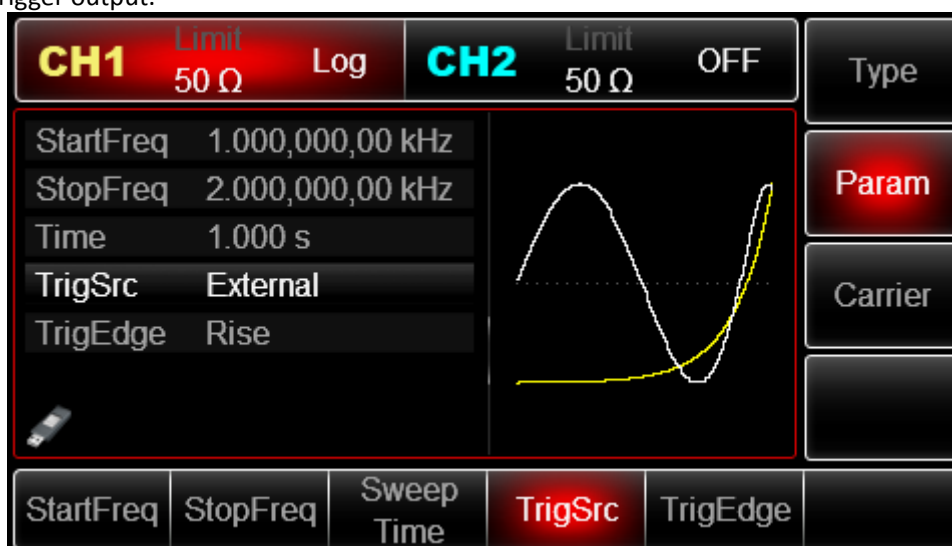 trigger output.
CH1 Limit 50 Ω Log CH2 Limit 50 Ω OFF
Type
StartFreq 1.000,000,00 kHz
StopFreq 2.000,000,00 kHz
Param
Time 1.000 s
TrigSrc External
Carrier
TrigEdge Rise
StartFreq StopFreq Sweep Time TrigSrc TrigEdge